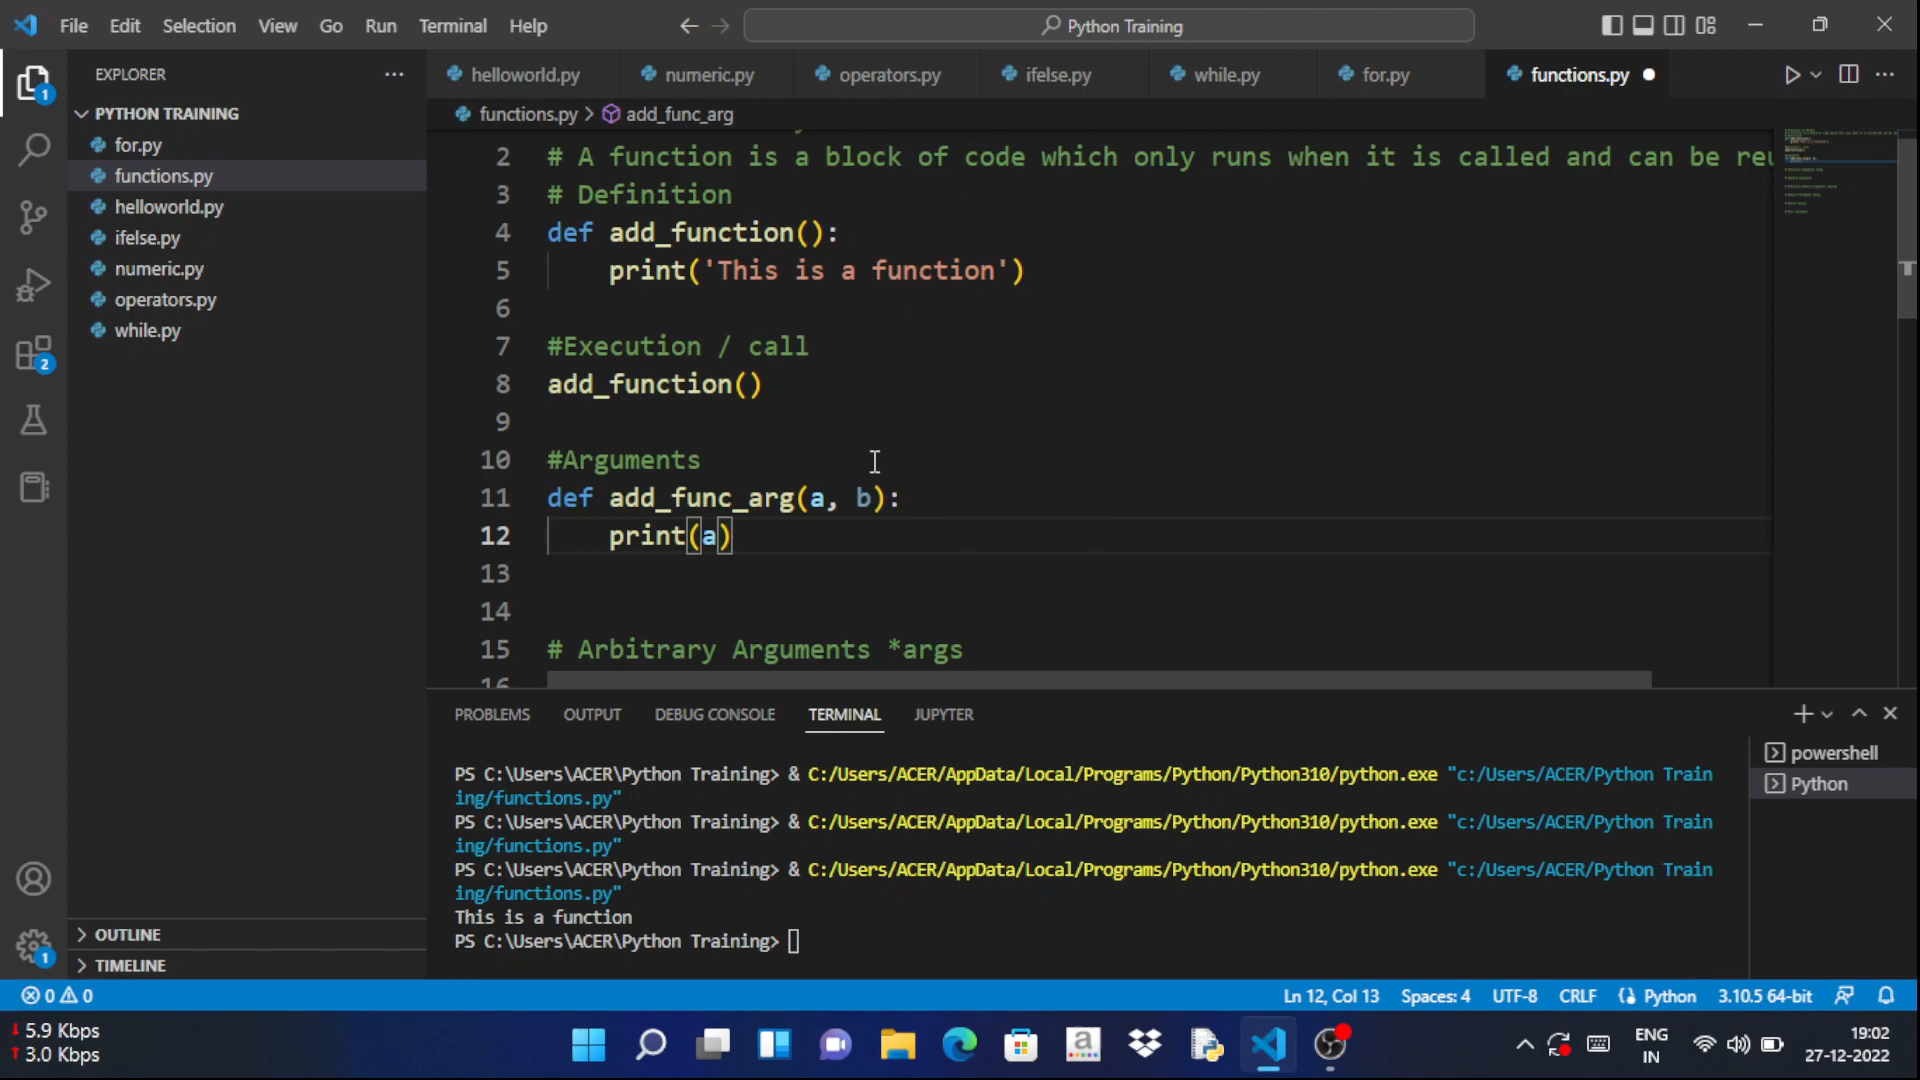 File Edit Selection View Go Run Terminal Help
Python Training
EXPLORER
helloworld.py
numeric.py
operators.py
ifelse.py
while.py
for.py
functions.py
1
PYTHON TRAINING
for.py
functions.py
helloworld.py
ifelse.py
numeric.py
operators.py
while.py
2
functions.py > add_func_arg
2 # A function is a block of code which only runs when it is called and can be reu
3 # Definition
4 def add_function():
5 print('This is a function')
6
7 #Execution / call
8 add_function()
9
10 #Arguments
11 def add_func_arg(a, b):
12 print(a)
13
14
15 # Arbitrary Arguments *args
16
PROBLEMS OUTPUT DEBUG CONSOLE TERMINAL JUPYTER
PS C:\Users\ACER\Python Training> & C:/Users/ACER/AppData/Local/Programs/Python/Python310/python.exe "c:/Users/ACER/Python Train
ing/functions.py"
PS C:\Users\ACER\Python Training> & C:/Users/ACER/AppData/Local/Programs/Python/Python310/python.exe "c:/Users/ACER/Python Train
ing/functions.py"
PS C:\Users\ACER\Python Training> & C:/Users/ACER/AppData/Local/Programs/Python/Python310/python.exe "c:/Users/ACER/Python Train
ing/functions.py"
This is a function
PS C:\Users\ACER\Python Training>
powershell
Python
OUTLINE
TIMELINE
1
0 0
Ln 12, Col 13 Spaces: 4 UTF-8 CRLF Python 3.10.5 64-bit
5.9 Kbps
3.0 Kbps
a
ENG
IN
19:02
27-12-2022